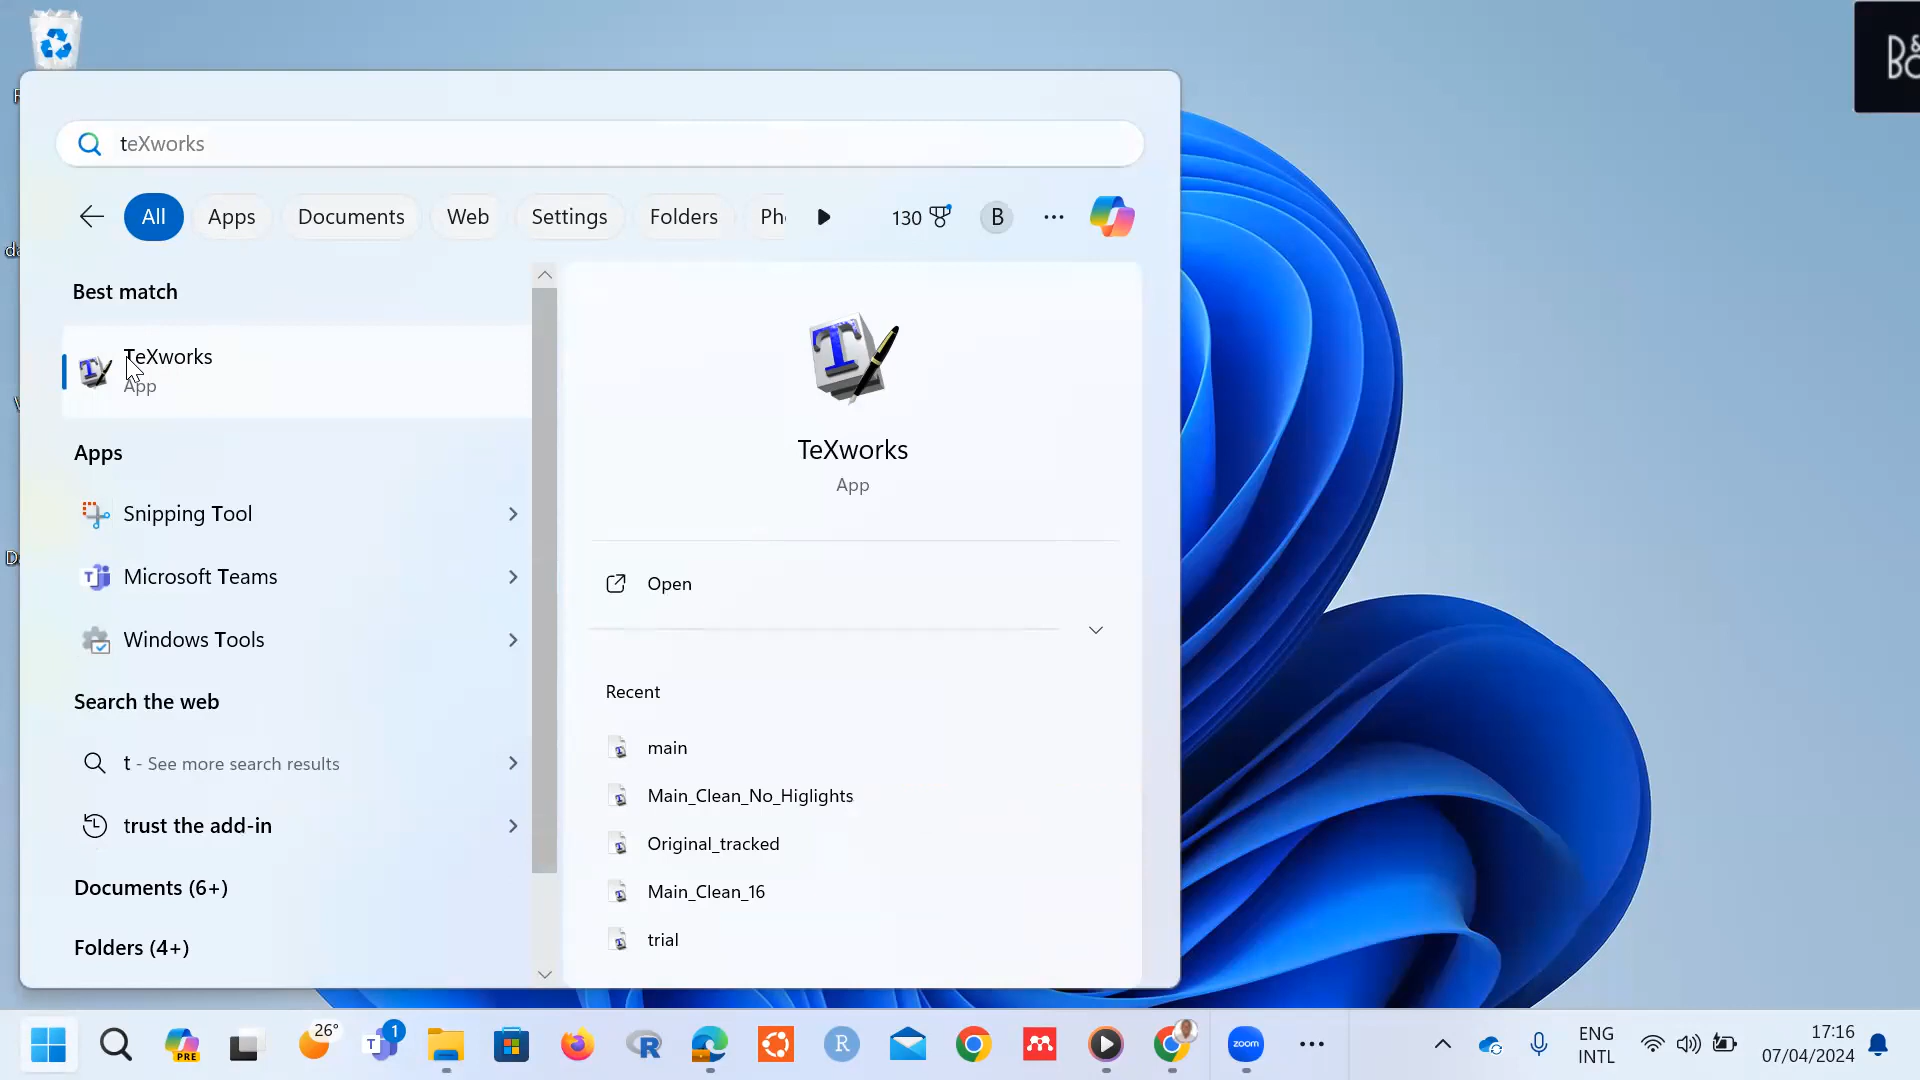 B&
BO
teXworks
All
Apps
Documents
Web
Settings
Folders
130
B
Best match
TeXworks
App
Apps
Snipping Tool
Microsoft Teams
Windows Tools
Search the web
t - See more search results
trust the add-in
Documents (6+)
Folders (4+)
TeXworks
App
Open
Recent
main
Main_Clean_No_Higlights
Original_tracked
Main_Clean_16
trial
PRE
26°
1
zoom
ENG
INTL
17:16
07/04/2024